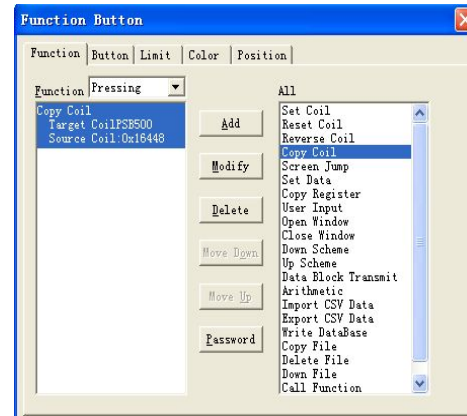 Function Button
Function Button Limit Color Position
Function Pressing
All
Copy Coil
Target CoilPSB500
Source Coil:0x16448
Add
Modify
Delete
Move Down
Move Up
Password
Set Coil
Reset Coil
Reverse Coil
Copy Coil
Screen Jump
Set Data
Copy Register
User Input
Open Window
Close Window
Down Scheme
Up Scheme
Data Block Transmit
Arithmetic
Import CSV Data
Export CSV Data
Write DataBase
Copy File
Delete File
Down File
Call Function